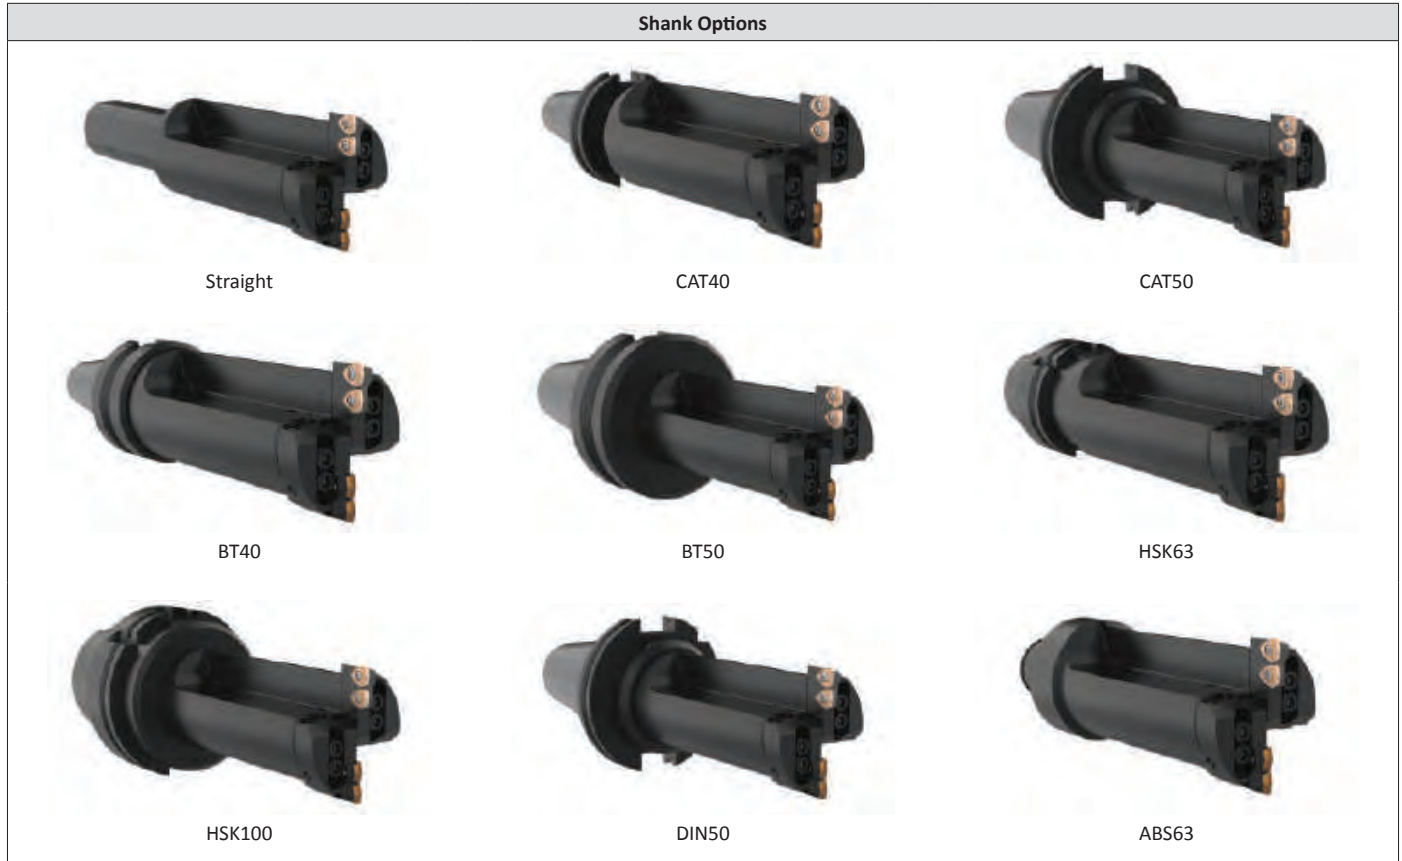 Shank Options
Straight
CAT40
CAT50
BT40
BT50
HSK63
HSK100
DIN50
ABS63